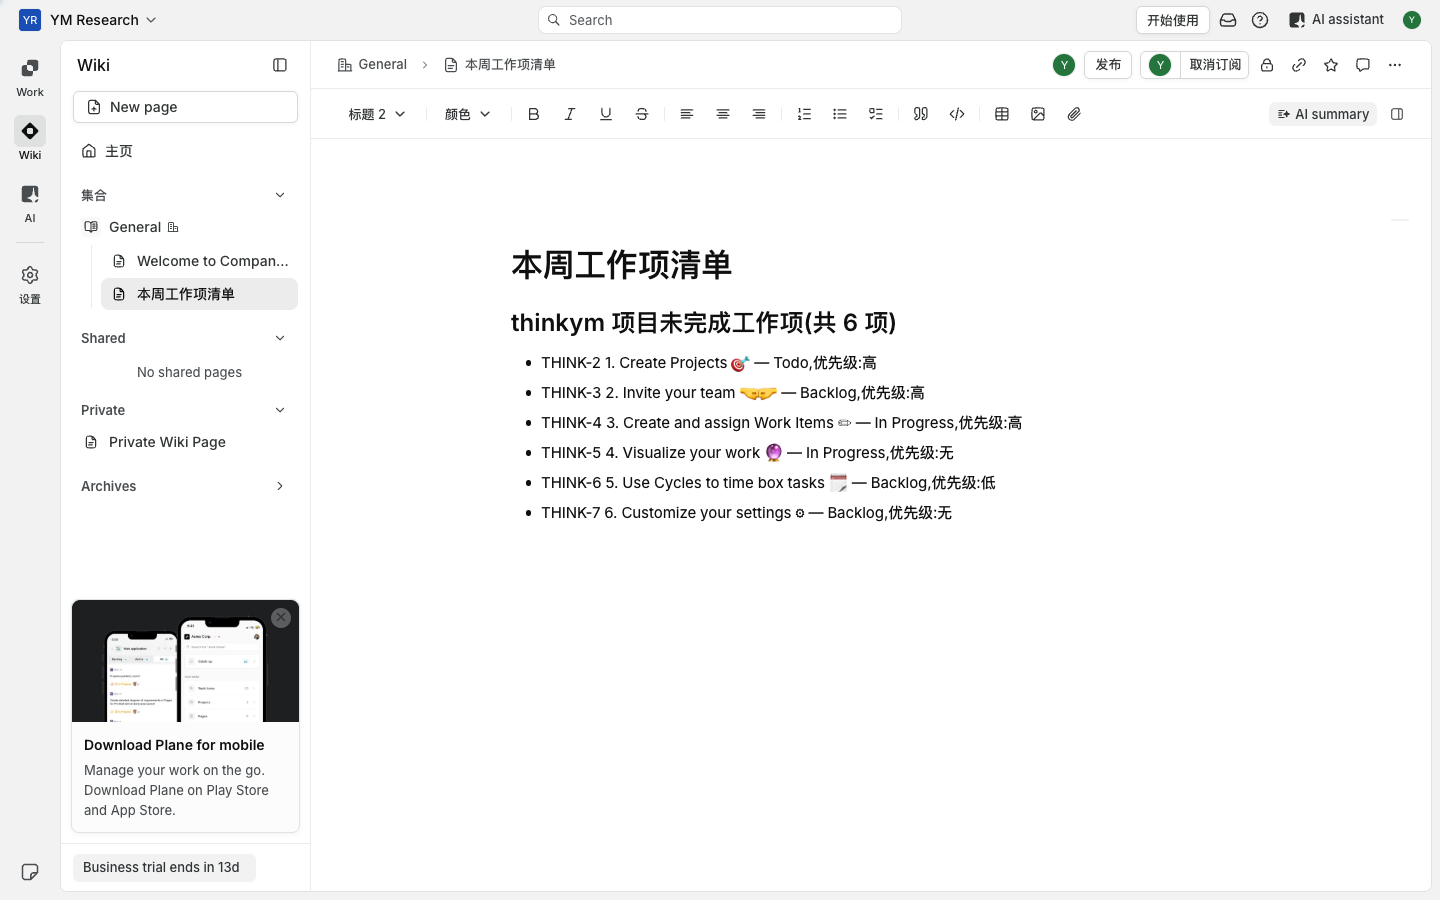 YR YM Research
Search
开始使用
AI assistant
Y
Work
Wiki
AI
设置
Wiki
New page
主页
集合
General
Welcome to Compan...
本周工作项清单
Shared
No shared pages
Private
Private Wiki Page
Archives
Download Plane for mobile
Manage your work on the go.
Download Plane on Play Store
and App Store.
Business trial ends in 13d
General
本周工作项清单
Y
发布
Y
取消订阅
标题 2
颜色
AI summary
本周工作项清单
thinkym 项目未完成工作项(共 6 项)
THINK-2 1. Create Projects 🎯 — Todo,优先级:高
THINK-3 2. Invite your team 🤝 — Backlog,优先级:高
THINK-4 3. Create and assign Work Items ✏ — In Progress,优先级:高
THINK-5 4. Visualize your work 🔮 — In Progress,优先级:无
THINK-6 5. Use Cycles to time box tasks 🗓️ — Backlog,优先级:低
THINK-7 6. Customize your settings ⚙ — Backlog,优先级:无